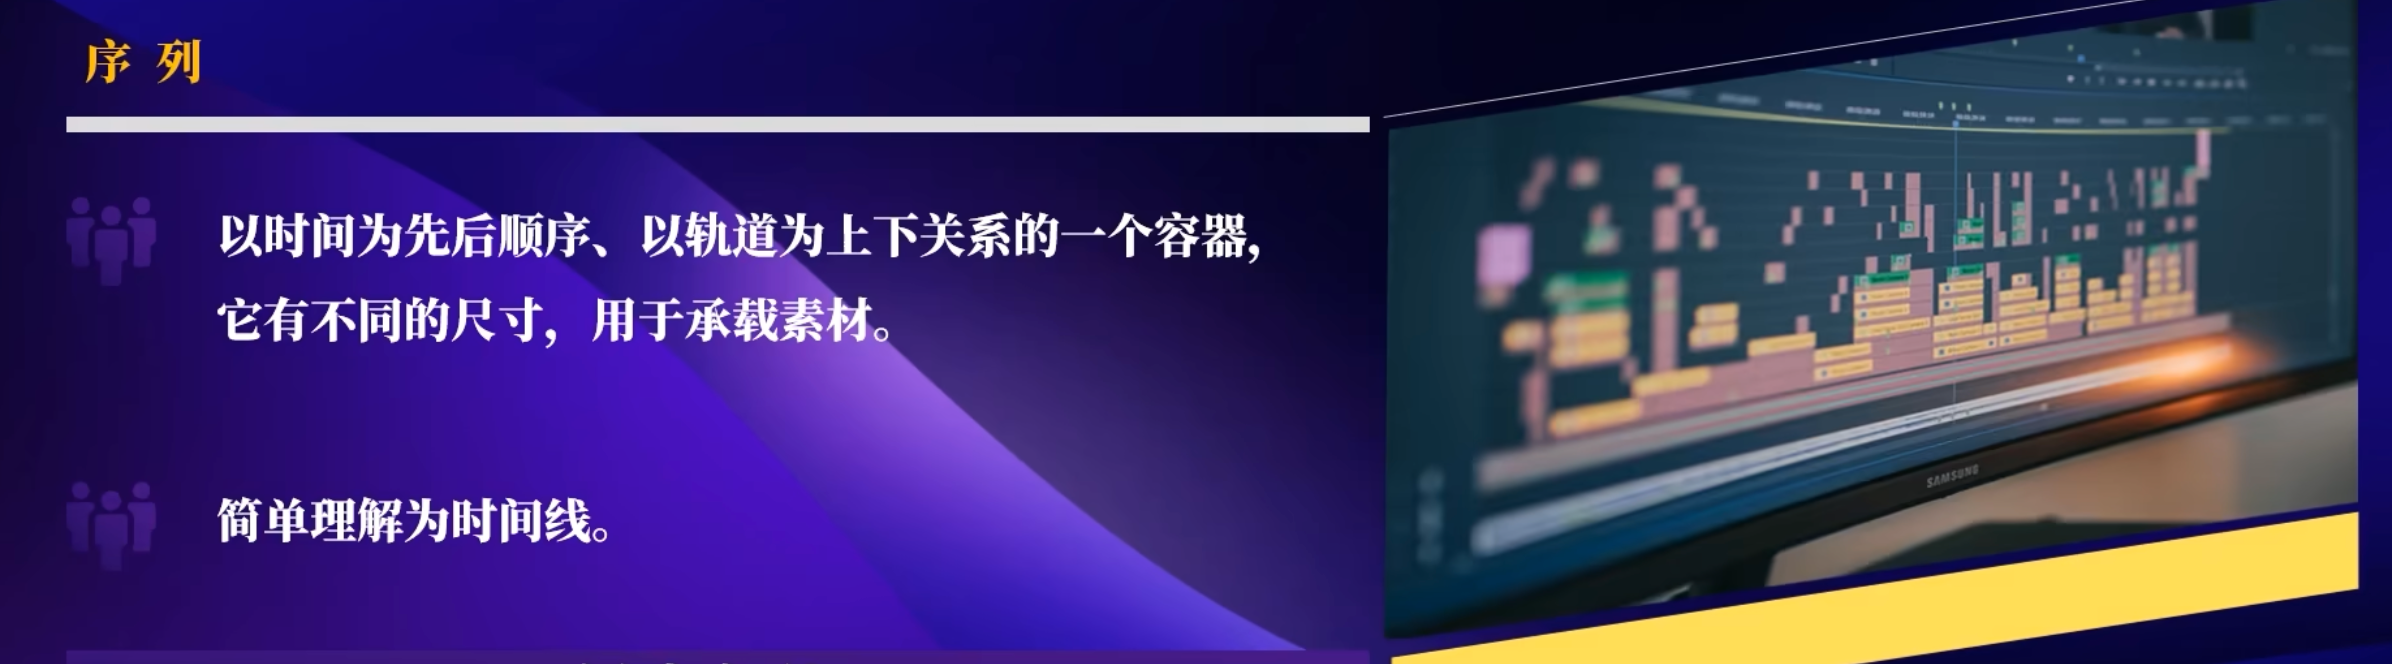 序列
以时间为先后顺序、以轨道为上下关系的一个容器，
它有不同的尺寸，用于承载素材。
简单理解为时间线。
SAMSUNG